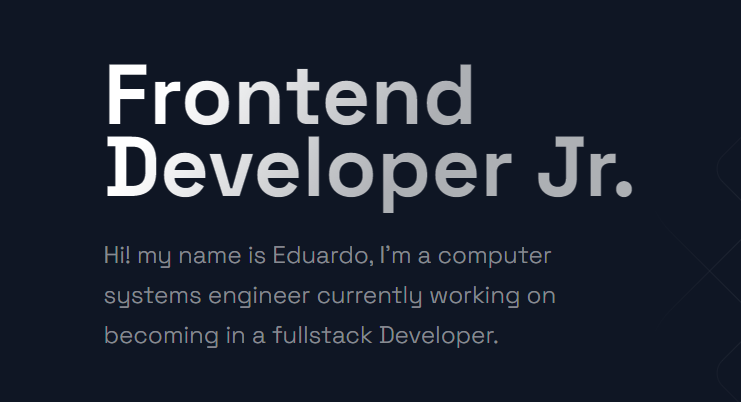 Frontend
Developer Jr.
Hi! my name is Eduardo, I'm a computer
systems engineer currently working on
becoming in a fullstack Developer.